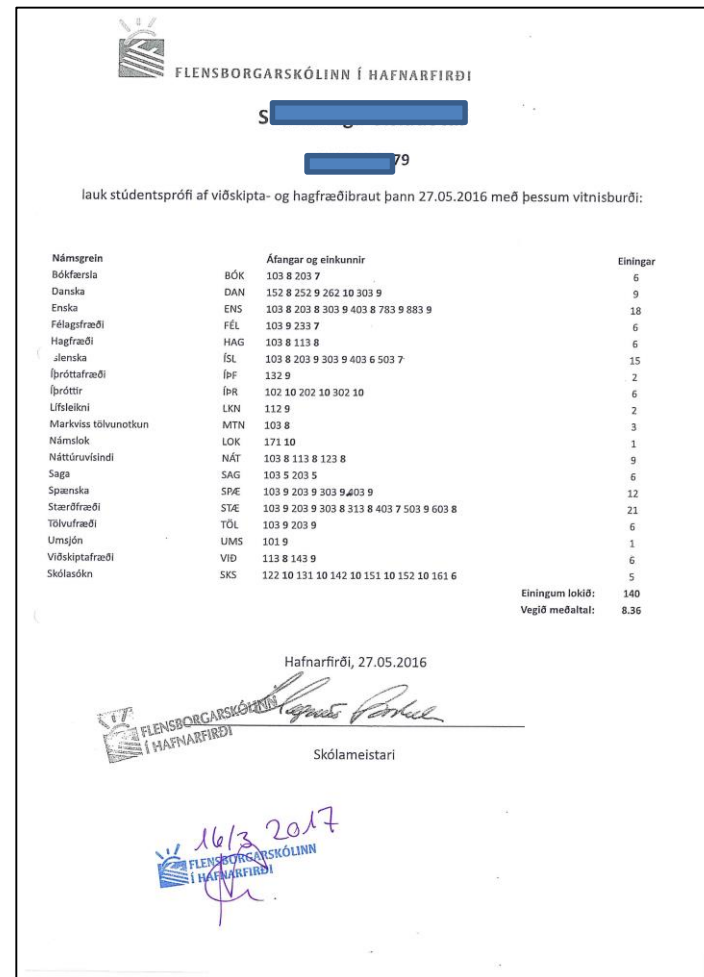 FLENSBORGARSKÓLINN Í HAFNARFIRÐI
S
79
lauk stúdentsprófi af viðskipta- og hagfræðibraut þann 27.05.2016 með þessum vitnisburði:
Námsgrein Áfangar og einkunnir Einingar
Bókfærsla BÓK 103 8 203 7 6
Danska DAN 152 8 252 9 262 10 303 9 9
Enska ENS 103 8 203 8 303 9 403 8 783 9 883 9 18
Félagsfræði FÉL 103 9 233 7 6
Hagfræði HAG 103 8 113 8 6
slenska ÍSL 103 8 203 9 303 9 403 6 503 7 15
Íþróttafræði ÍÞF 132 9 2
Íþróttir ÍÞR 102 10 202 10 302 10 6
Lífsleikni LKN 112 9 2
Markviss tölvunotkun MTN 103 8 3
Námslok LOK 171 10 1
Náttúruvísindi NÁT 103 8 113 8 123 8 9
Saga SAG 103 5 203 5 6
Spænska SPÆ 103 9 203 9 303 9 403 9 12
Stærðfræði STÆ 103 9 203 9 303 8 313 8 403 7 503 9 603 8 21
Tölvufræði TÖL 103 9 203 9 6
Umsjón UMS 101 9 1
Viðskiptafræði VIÐ 113 8 143 9 6
Skólasókn SKS 122 10 131 10 142 10 151 10 152 10 161 6 5
Einingum lokið: 140
Vegið meðaltal: 8.36
Hafnarfirði, 27.05.2016
FLENSBORGARSKÓLINN
Í HAFNARFIRÐI
Skólameistari
16/3 2017
FLENSBORGARSKÓLINN
Í HAFNARFIRÐI